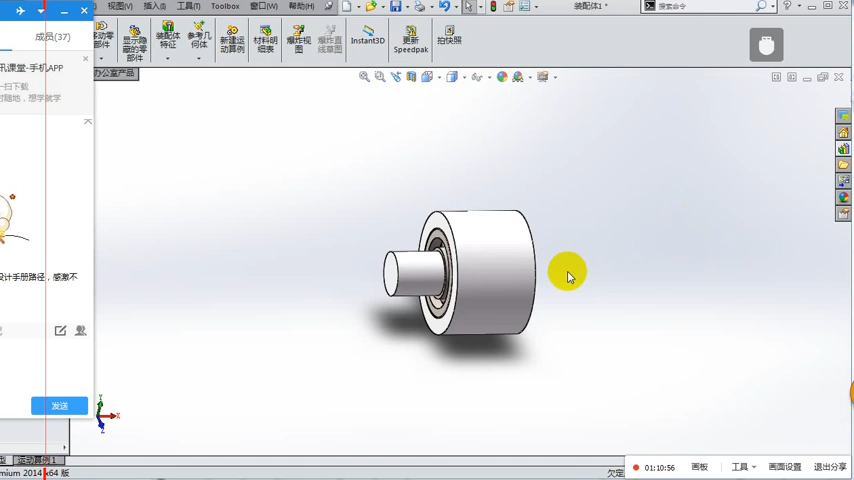 视图(V) 插入(I) 工具(T) Toolbox 窗口(W) 帮助(H) 装配体1 * 搜索命令
成员(37)
移动零部件
显示隐藏的零部件
装配体特征
参考几何体
新建运动算例
材料明细表
爆炸视图
爆炸直线草图
Instant3D
更新Speedpak
拍快照
办公室产品
讯课堂-手机APP
一扫下载
时随地，想学就学
设计手册路径，感激不
发送
Y
X
Z
型 运动算例1
mium 2014 x64 版
欠定
01:10:56 画板 工具 画面设置 退出分享